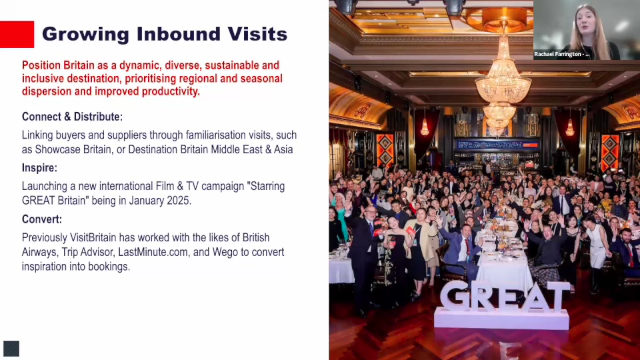 Growing Inbound Visits
Rachael Farrington - ...
Position Britain as a dynamic, diverse, sustainable and
inclusive destination, prioritising regional and seasonal
dispersion and improved productivity.
Connect & Distribute:
Linking buyers and suppliers through familiarisation visits, such
as Showcase Britain, or Destination Britain Middle East & Asia
Inspire:
Launching a new international Film & TV campaign "Starring
GREAT Britain" being in January 2025.
Convert:
Previously VisitBritain has worked with the likes of British
Airways, Trip Advisor, LastMinute.com, and Wego to convert
inspiration into bookings.
GREAT